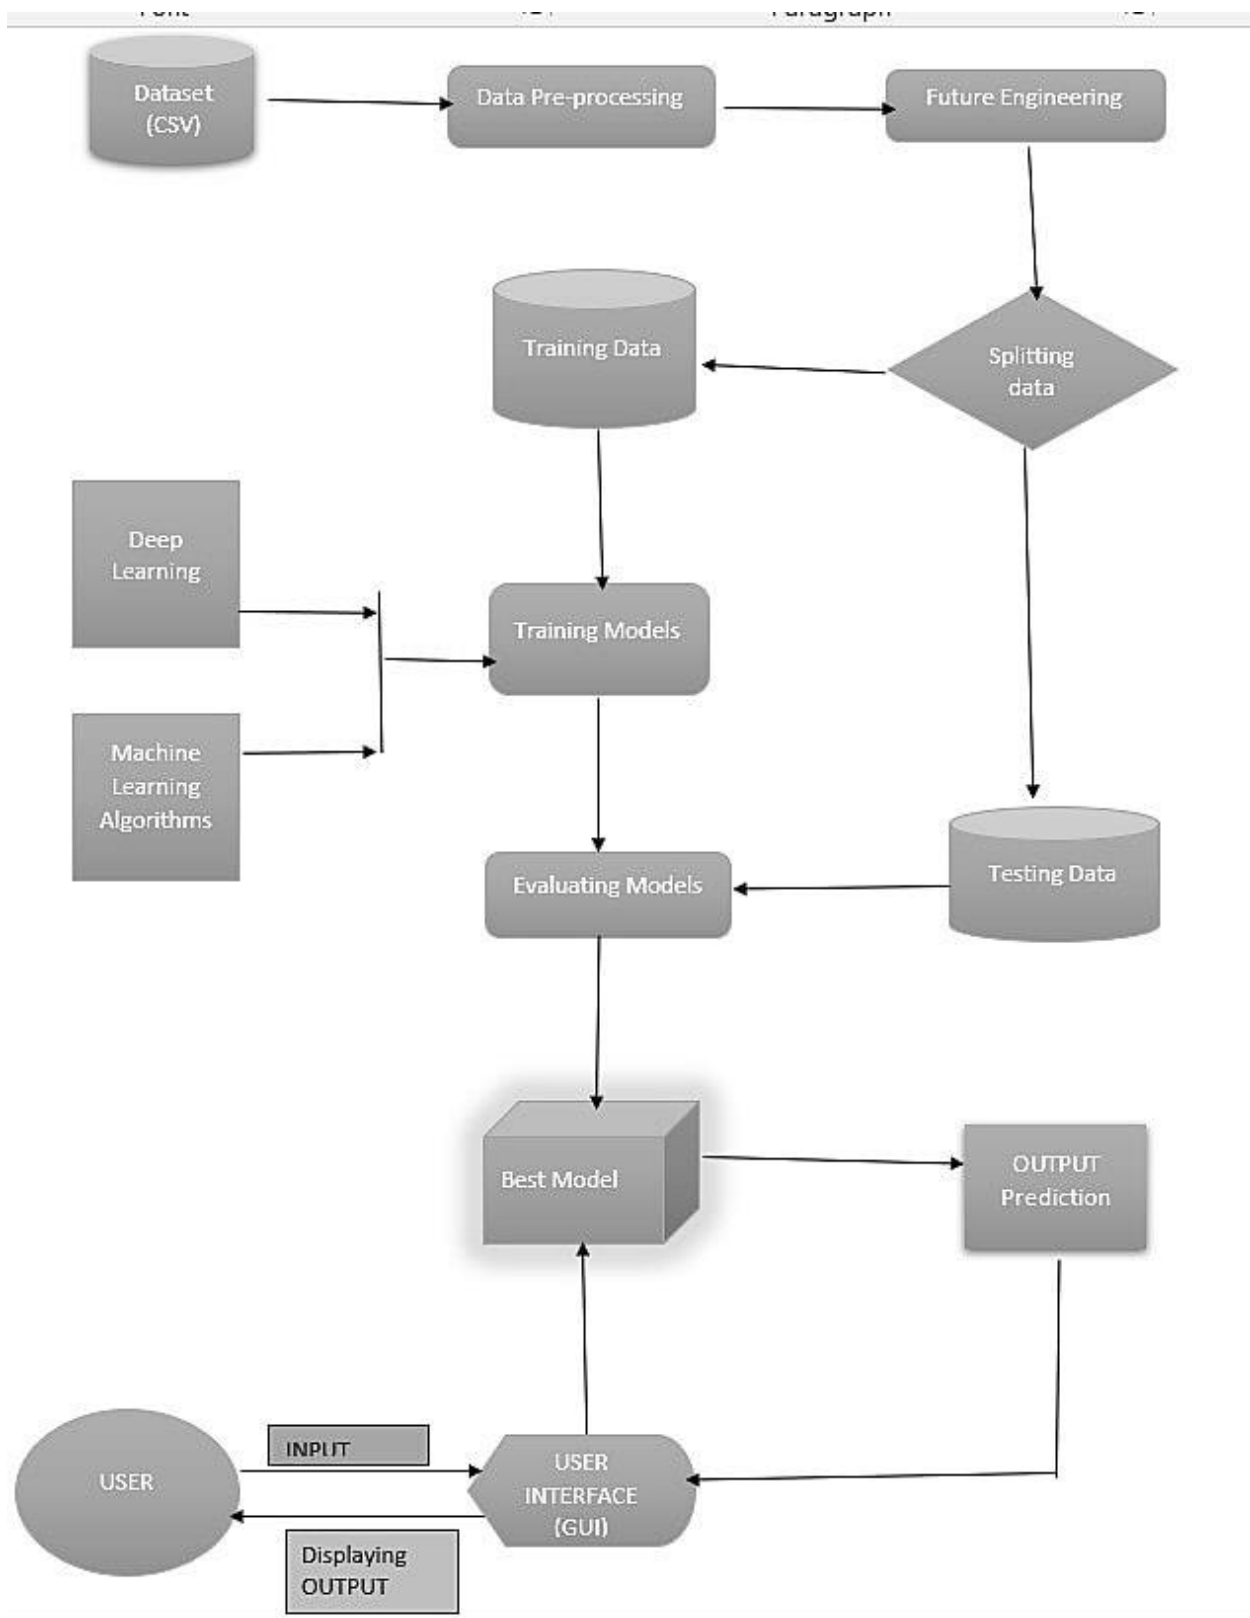 Dataset
(CSV)
Data Pre-processing
Future Engineering
Training Data
Splitting
data
Deep
Learning
Training Models
Machine
Learning
Algorithms
Evaluating Models
Testing Data
Best Model
OUTPUT
Prediction
INPUT
USER
USER
INTERFACE
(GUI)
Displaying
OUTPUT